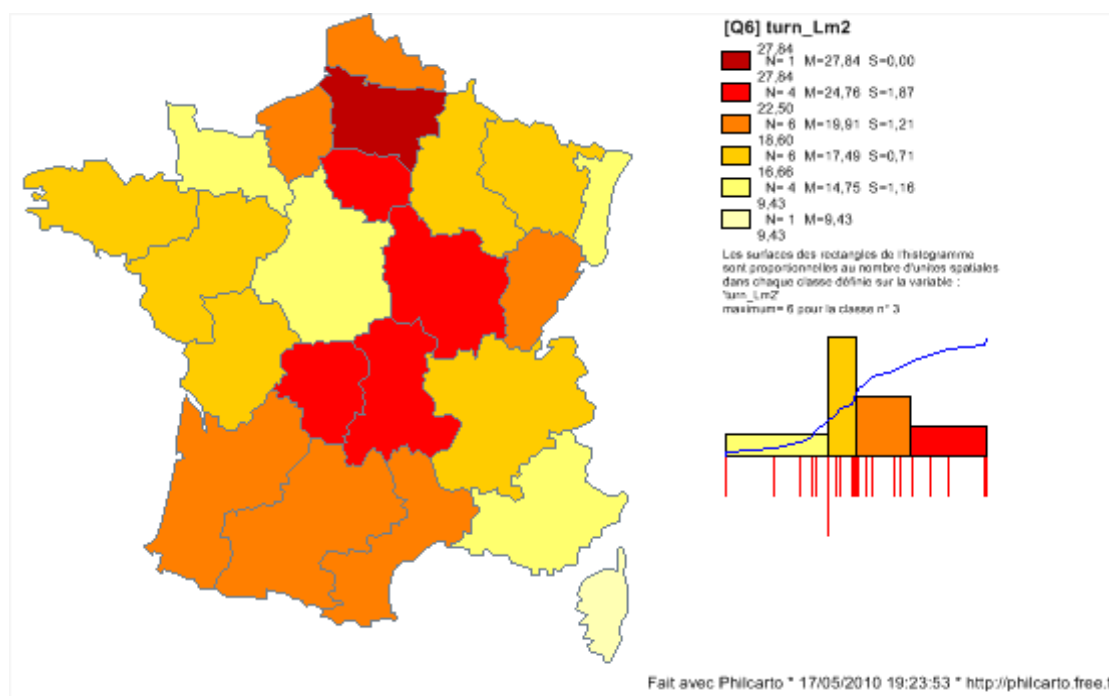 [Q6] turn_Lm2
27,84
N= 1 M=27,84 S=0,00
27,84
N= 4 M=24,76 S=1,87
22,50
N= 6 M=19,91 S=1,21
18,60
N= 6 M=17,49 S=0,71
16,66
N= 4 M=14,75 S=1,16
9,43
N= 1 M=9,43
9,43
Les surfaces des rectangles de l'histogramme
sont proportionnelles au nombre d'unites spatiales
dans chaque classe définie sur la variable :
'turn_Lm2'
maximum= 6 pour la classe n° 3
Fait avec Philcarto * 17/05/2010 19:23:53 * http://philcarto.free.f